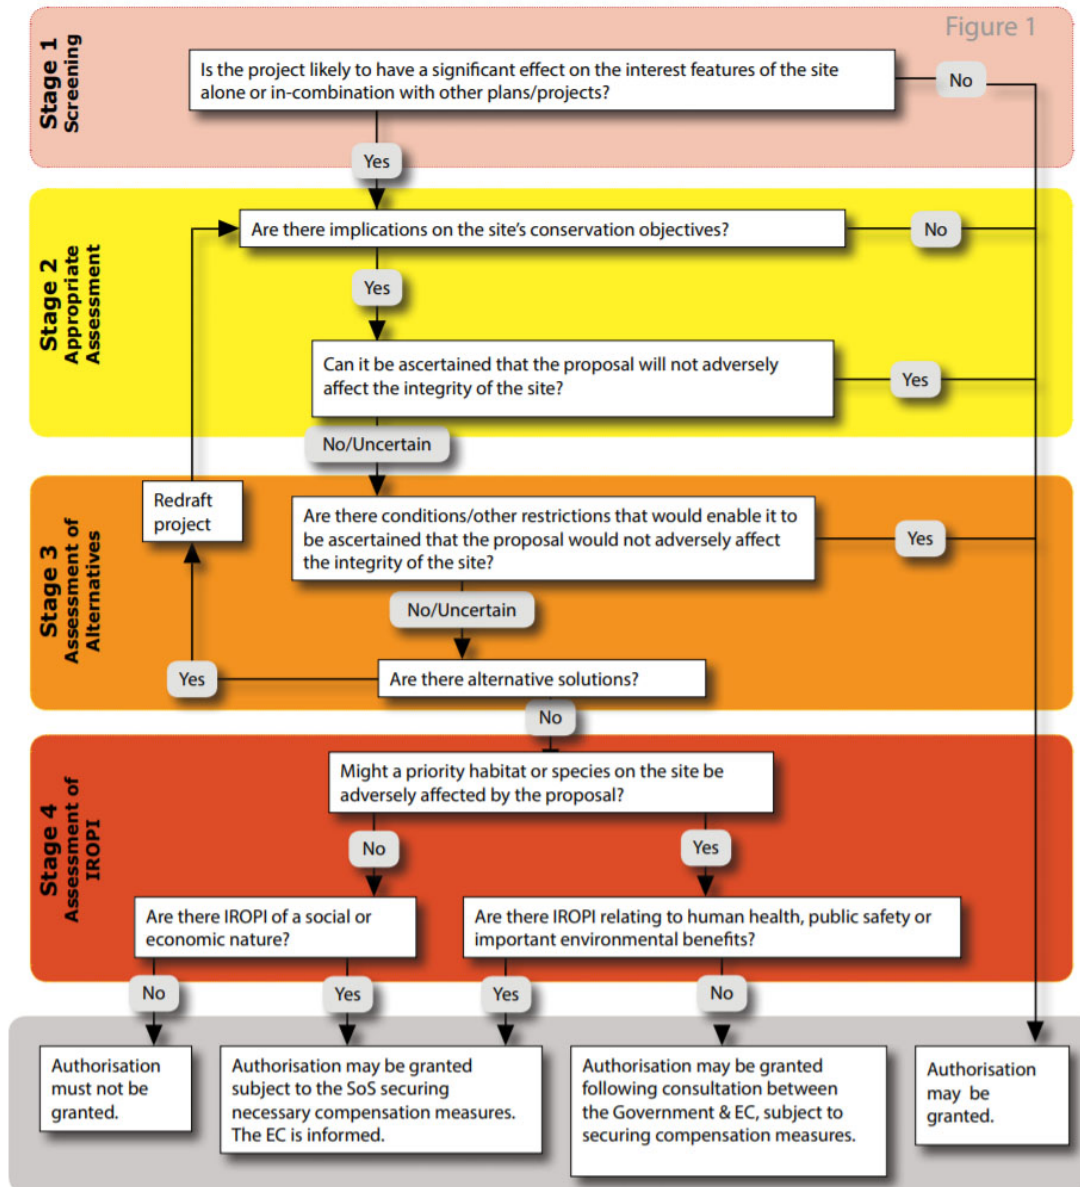 Figure 1
Stage 1
Screening
Is the project likely to have a significant effect on the interest features of the site
alone or in-combination with other plans/projects?
No
Yes
Stage 2
Appropriate
Assessment
Are there implications on the site's conservation objectives?
No
Yes
Can it be ascertained that the proposal will not adversely
affect the integrity of the site?
Yes
No/Uncertain
Stage 3
Assessment of
Alternatives
Redraft
project
Are there conditions/other restrictions that would enable it to
be ascertained that the proposal would not adversely affect
the integrity of the site?
Yes
No/Uncertain
Are there alternative solutions?
Yes
No
Stage 4
Assessment of
IROPI
Might a priority habitat or species on the site be
adversely affected by the proposal?
No
Yes
Are there IROPI of a social or
economic nature?
Are there IROPI relating to human health, public safety or
important environmental benefits?
No
Yes
Yes
No
Authorisation
must not be
granted.
Authorisation may be granted
subject to the SoS securing
necessary compensation measures.
The EC is informed.
Authorisation may be granted
following consultation between
the Government & EC, subject to
securing compensation measures.
Authorisation
may be
granted.